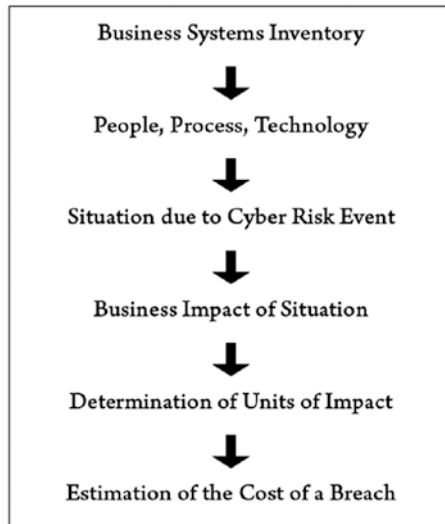 Business Systems Inventory
People, Process, Technology
Situation due to Cyber Risk Event
Business Impact of Situation
Determination of Units of Impact
Estimation of the Cost of a Breach